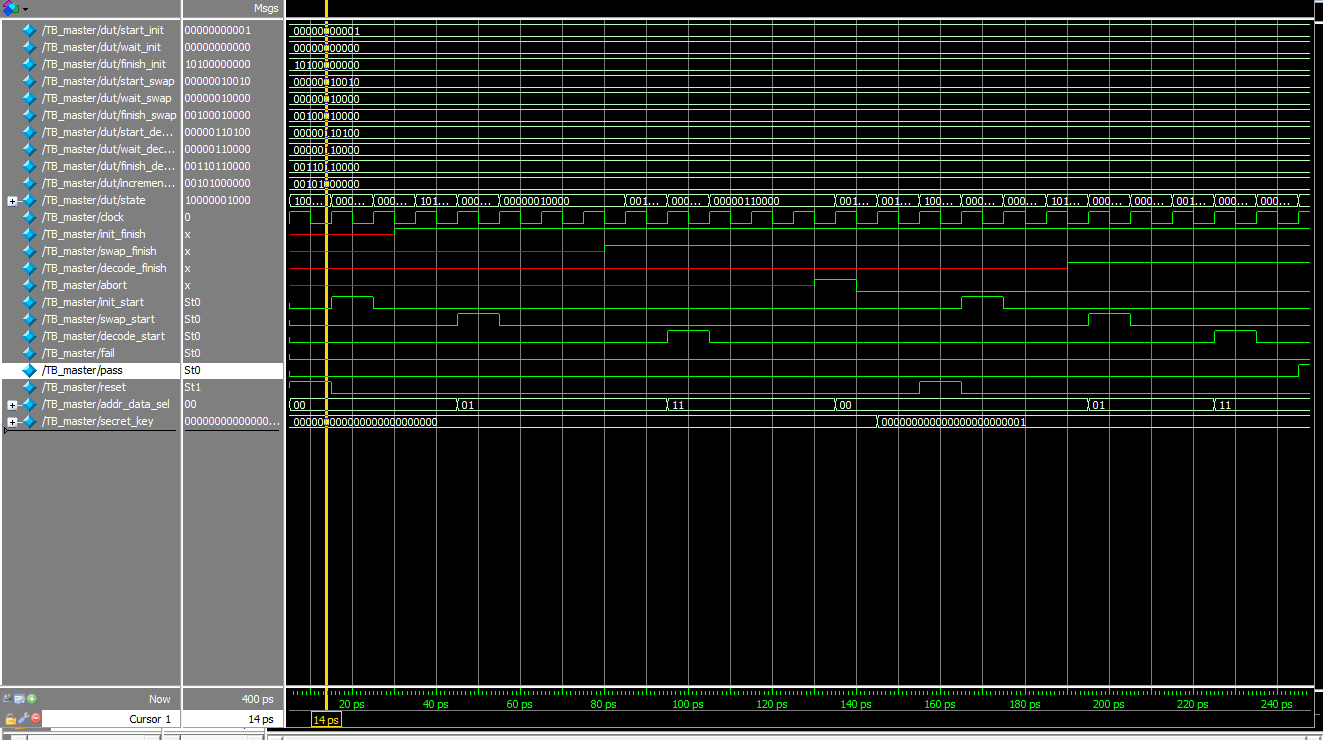 Msgs
/TB_master/dut/start_init 00000000001 00000000001
/TB_master/dut/wait_init 00000000000 00000000000
/TB_master/dut/finish_init 10100000000 10100000000
/TB_master/dut/start_swap 00000010010 00000010010
/TB_master/dut/wait_swap 00000010000 00000010000
/TB_master/dut/finish_swap 00100010000 00100010000
/TB_master/dut/start_de... 00000110100 00000110100
/TB_master/dut/wait_dec... 00000110000 00000110000
/TB_master/dut/finish_de... 00110110000 00110110000
/TB_master/dut/incremen... 00101000000 00101000000
/TB_master/dut/state 10000001000 100... 000... 000... 101... 000... 00000010000 001... 000... 00000110000 001... 001... 100... 000... 000... 101... 000... 000... 001... 000... 000...
/TB_master/clock 0
/TB_master/init_finish x
/TB_master/swap_finish x
/TB_master/decode_finish x
/TB_master/abort x
/TB_master/init_start St0
/TB_master/swap_start St0
/TB_master/decode_start St0
/TB_master/fail St0
/TB_master/pass St0
/TB_master/reset St1
/TB_master/addr_data_sel 00 00 01 11 00 01 11
/TB_master/secret_key 00000000000000... 000000000000000000000000 000000000000000000000001
Now 400 ps 20 ps 40 ps 60 ps 80 ps 100 ps 120 ps 140 ps 160 ps 180 ps 200 ps 220 ps 240 ps
Cursor 1 14 ps 14 ps